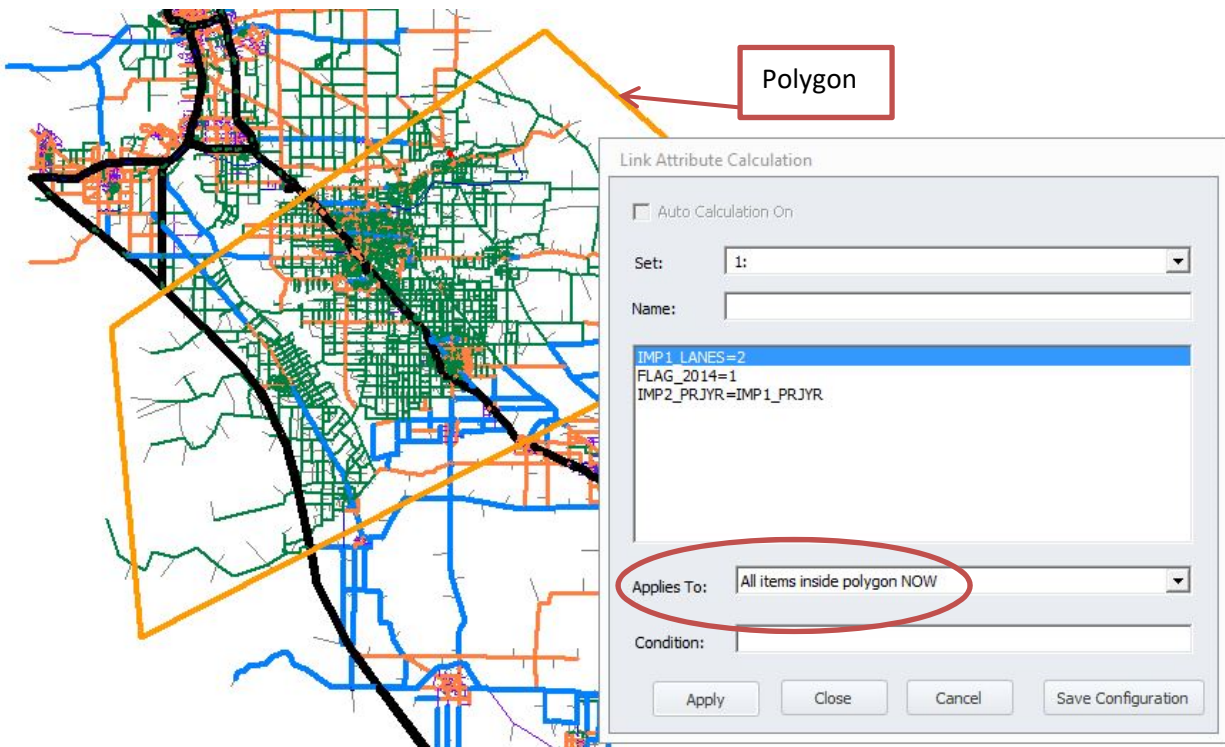 Polygon
Link Attribute Calculation
Auto Calculation On
Set:
1:
Name:
IMP1_LANES=2
FLAG_2014=1
IMP2_PRJYR=IMP1_PRJYR
Applies To:
All items inside polygon NOW
Condition:
Apply
Close
Cancel
Save Configuration